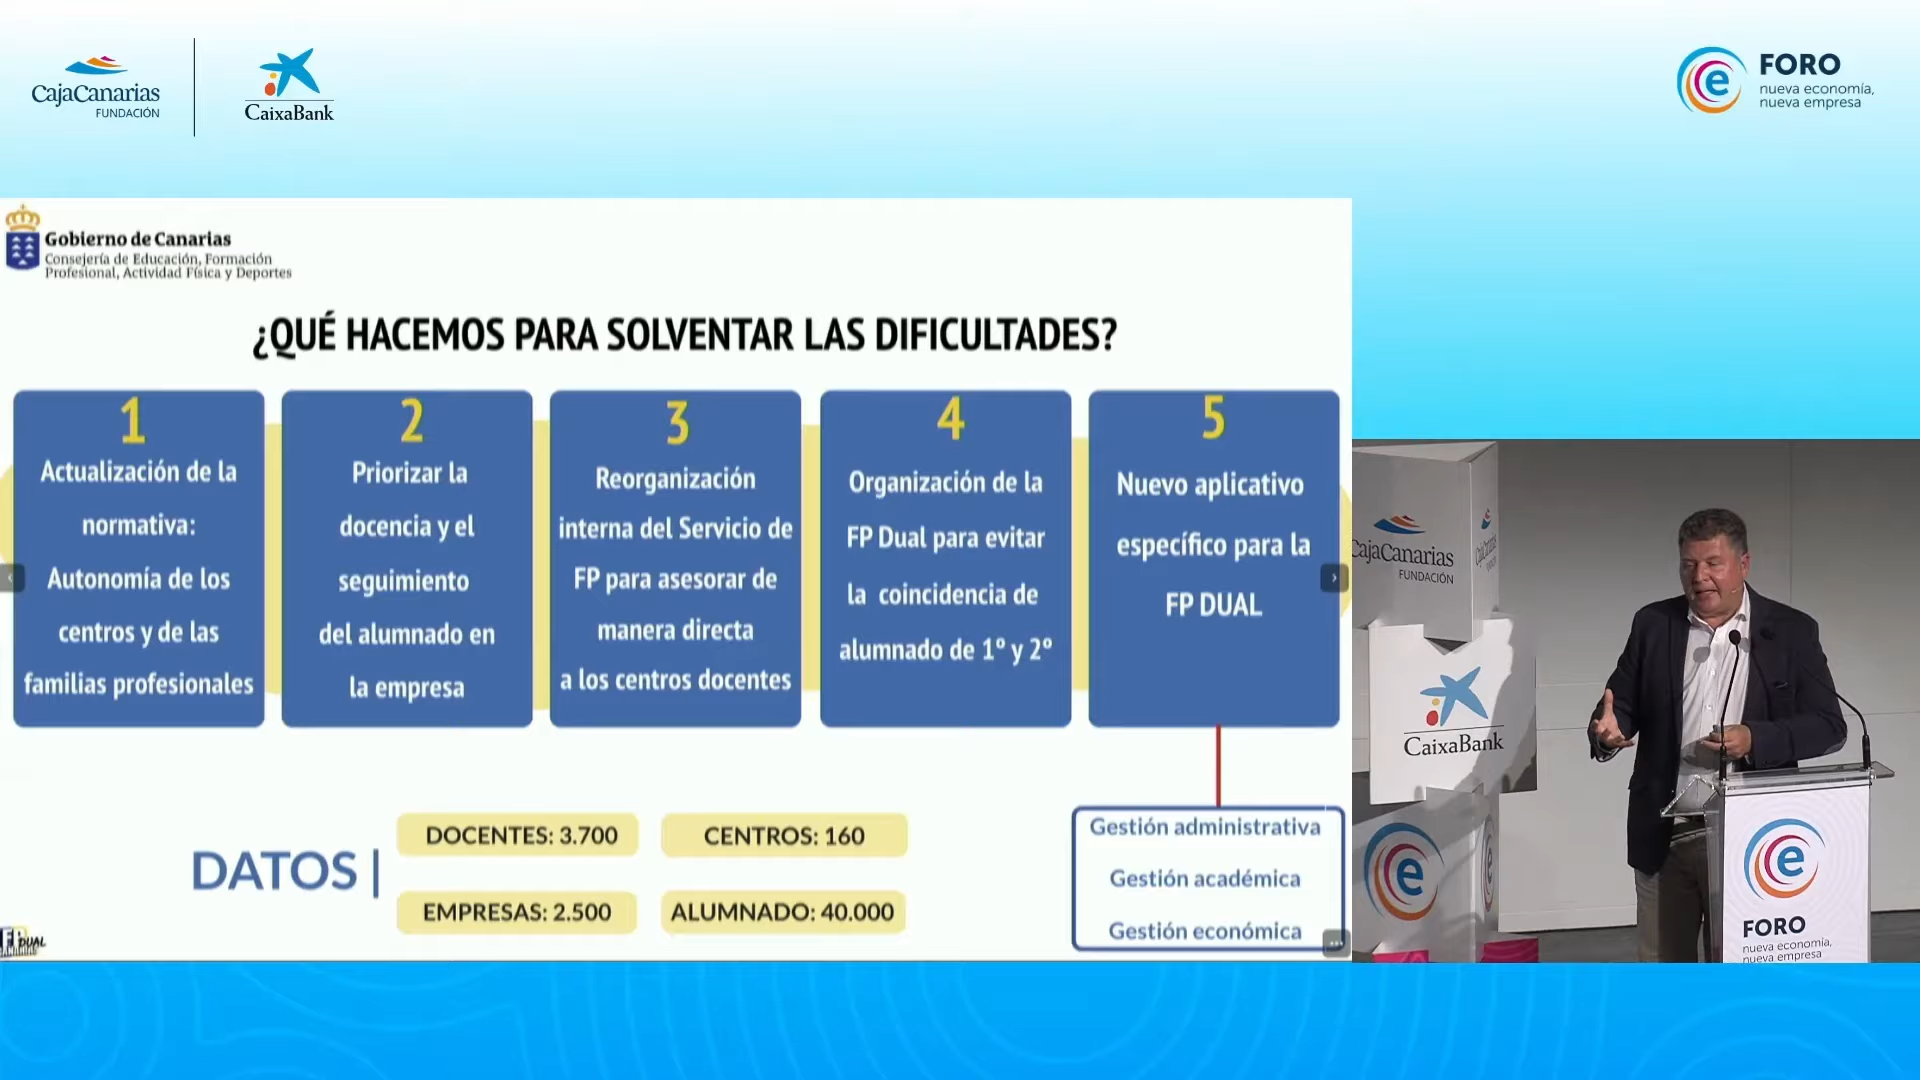 CajaCanarias
FUNDACIÓN
CaixaBank
FORO
nueva economía,
nueva empresa
Gobierno de Canarias
Consejería de Educación, Formación
Profesional, Actividad Física y Deportes
¿QUÉ HACEMOS PARA SOLVENTAR LAS DIFICULTADES?
1
Actualización de la
normativa:
Autonomía de los
centros y de las
familias profesionales
2
Priorizar la
docencia y el
seguimiento
del alumnado en
la empresa
3
Reorganización
interna del Servicio de
FP para asesorar de
manera directa
a los centros docentes
4
Organización de la
FP Dual para evitar
la coincidencia de
alumnado de 1º y 2º
5
Nuevo aplicativo
específico para la
FP DUAL
DATOS |
DOCENTES: 3.700
CENTROS: 160
EMPRESAS: 2.500
ALUMNADO: 40.000
Gestión administrativa
Gestión académica
Gestión económica
FP DUAL
CajaCanarias
FUNDACIÓN
CaixaBank
e
e
FORO
nueva economía,
nueva empresa